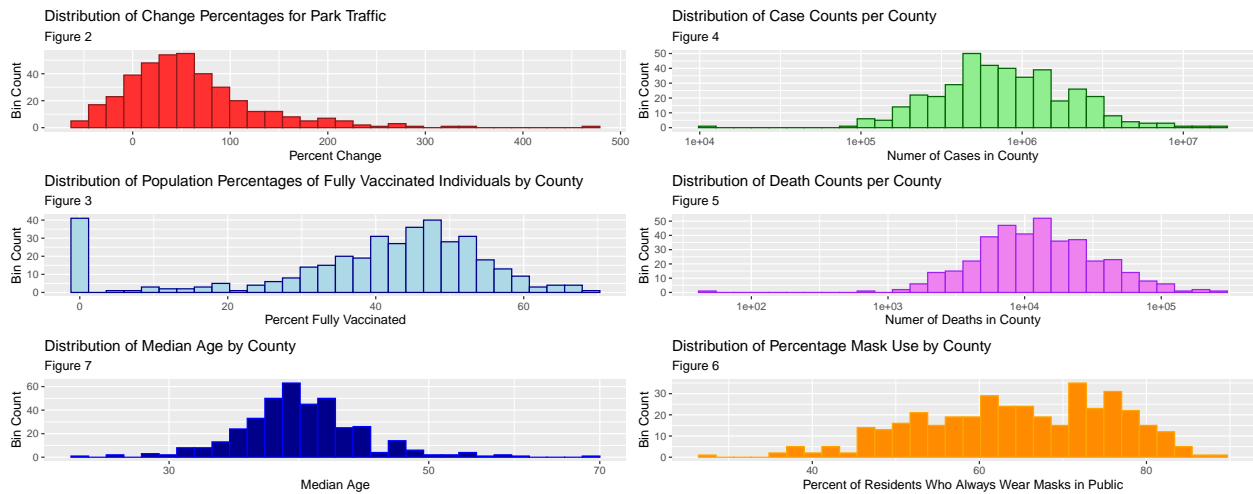 Distribution of Change Percentages for Park Traffic
Figure 2
Bin Count
40
20
0
0 100 200 300 400 500
Percent Change
Distribution of Case Counts per County
Figure 4
Bin Count
50
40
30
20
10
0
1e+04 1e+05 1e+06 1e+07
Numer of Cases in County
Distribution of Population Percentages of Fully Vaccinated Individuals by County
Figure 3
Bin Count
40
30
20
10
0
0 20 40 60
Percent Fully Vaccinated
Distribution of Death Counts per County
Figure 5
Bin Count
50
40
30
20
10
0
1e+02 1e+03 1e+04 1e+05
Numer of Deaths in County
Distribution of Median Age by County
Figure 7
Bin Count
60
40
20
0
30 50 70
Median Age
Distribution of Percentage Mask Use by County
Figure 6
Bin Count
30
20
10
0
40 60 80
Percent of Residents Who Always Wear Masks in Public